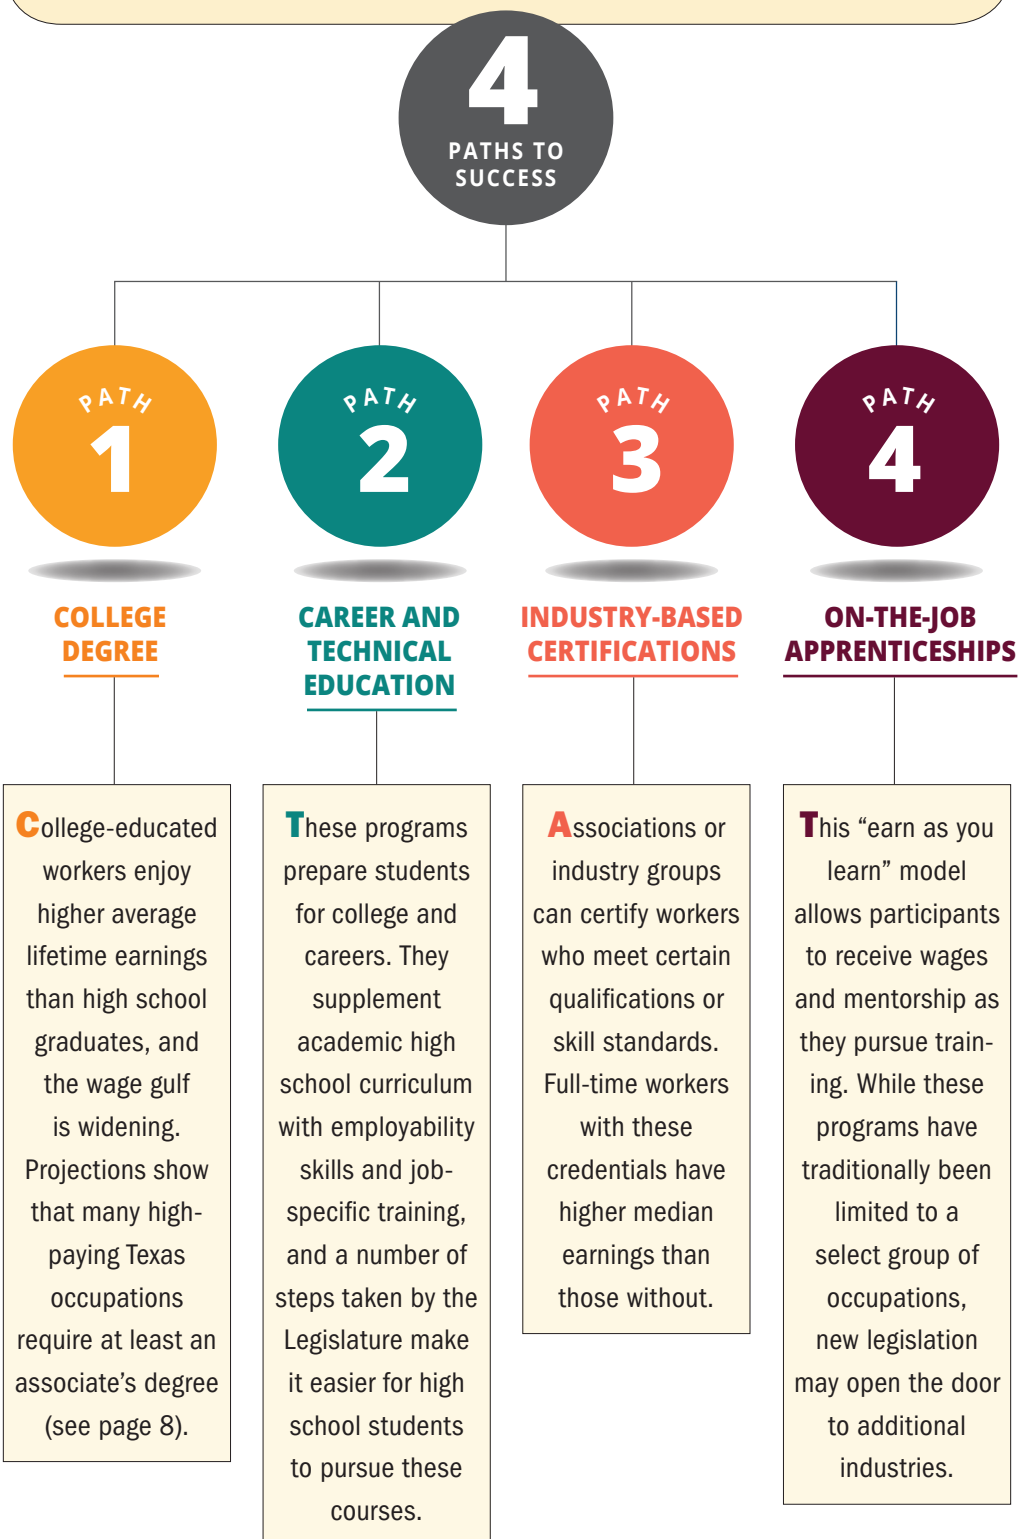 4
PATHS TO
SUCCESS
PATH
1
COLLEGE
DEGREE
College-educated
workers enjoy
higher average
lifetime earnings
than high school
graduates, and
the wage gulf
is widening.
Projections show
that many high-
paying Texas
occupations
require at least an
associate’s degree
(see page 8).
PATH
2
CAREER AND
TECHNICAL
EDUCATION
These programs
prepare students
for college and
careers. They
supplement
academic high
school curriculum
with employability
skills and job-
specific training,
and a number of
steps taken by the
Legislature make
it easier for high
school students
to pursue these
courses.
PATH
3
INDUSTRY-BASED
CERTIFICATIONS
Associations or
industry groups
can certify workers
who meet certain
qualifications or
skill standards.
Full-time workers
with these
credentials have
higher median
earnings than
those without.
PATH
4
ON-THE-JOB
APPRENTICESHIPS
This “earn as you
learn” model
allows participants
to receive wages
and mentorship as
they pursue train-
ing. While these
programs have
traditionally been
limited to a
select group of
occupations,
new legislation
may open the door
to additional
industries.